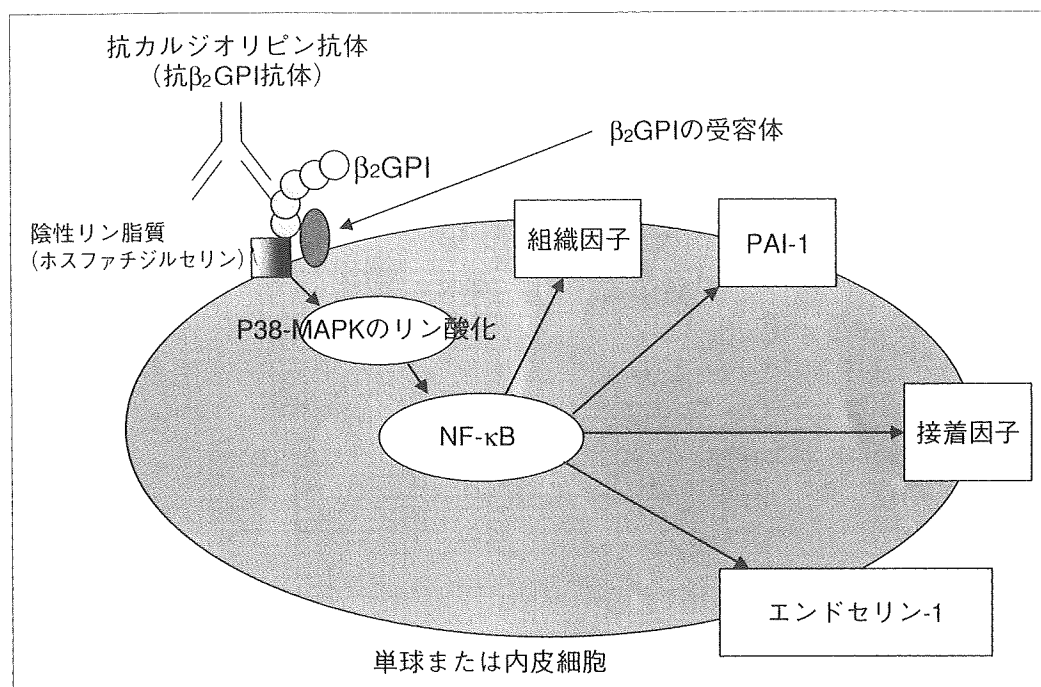 抗カルジオリピン抗体
（抗β₂GPI抗体）
β₂GPIの受容体
β₂GPI
陰性リン脂質
（ホスファチジルセリン）
組織因子
PAI-1
P38-MAPKのリン酸化
NF-κB
接着因子
エンドセリン-1
単球または内皮細胞